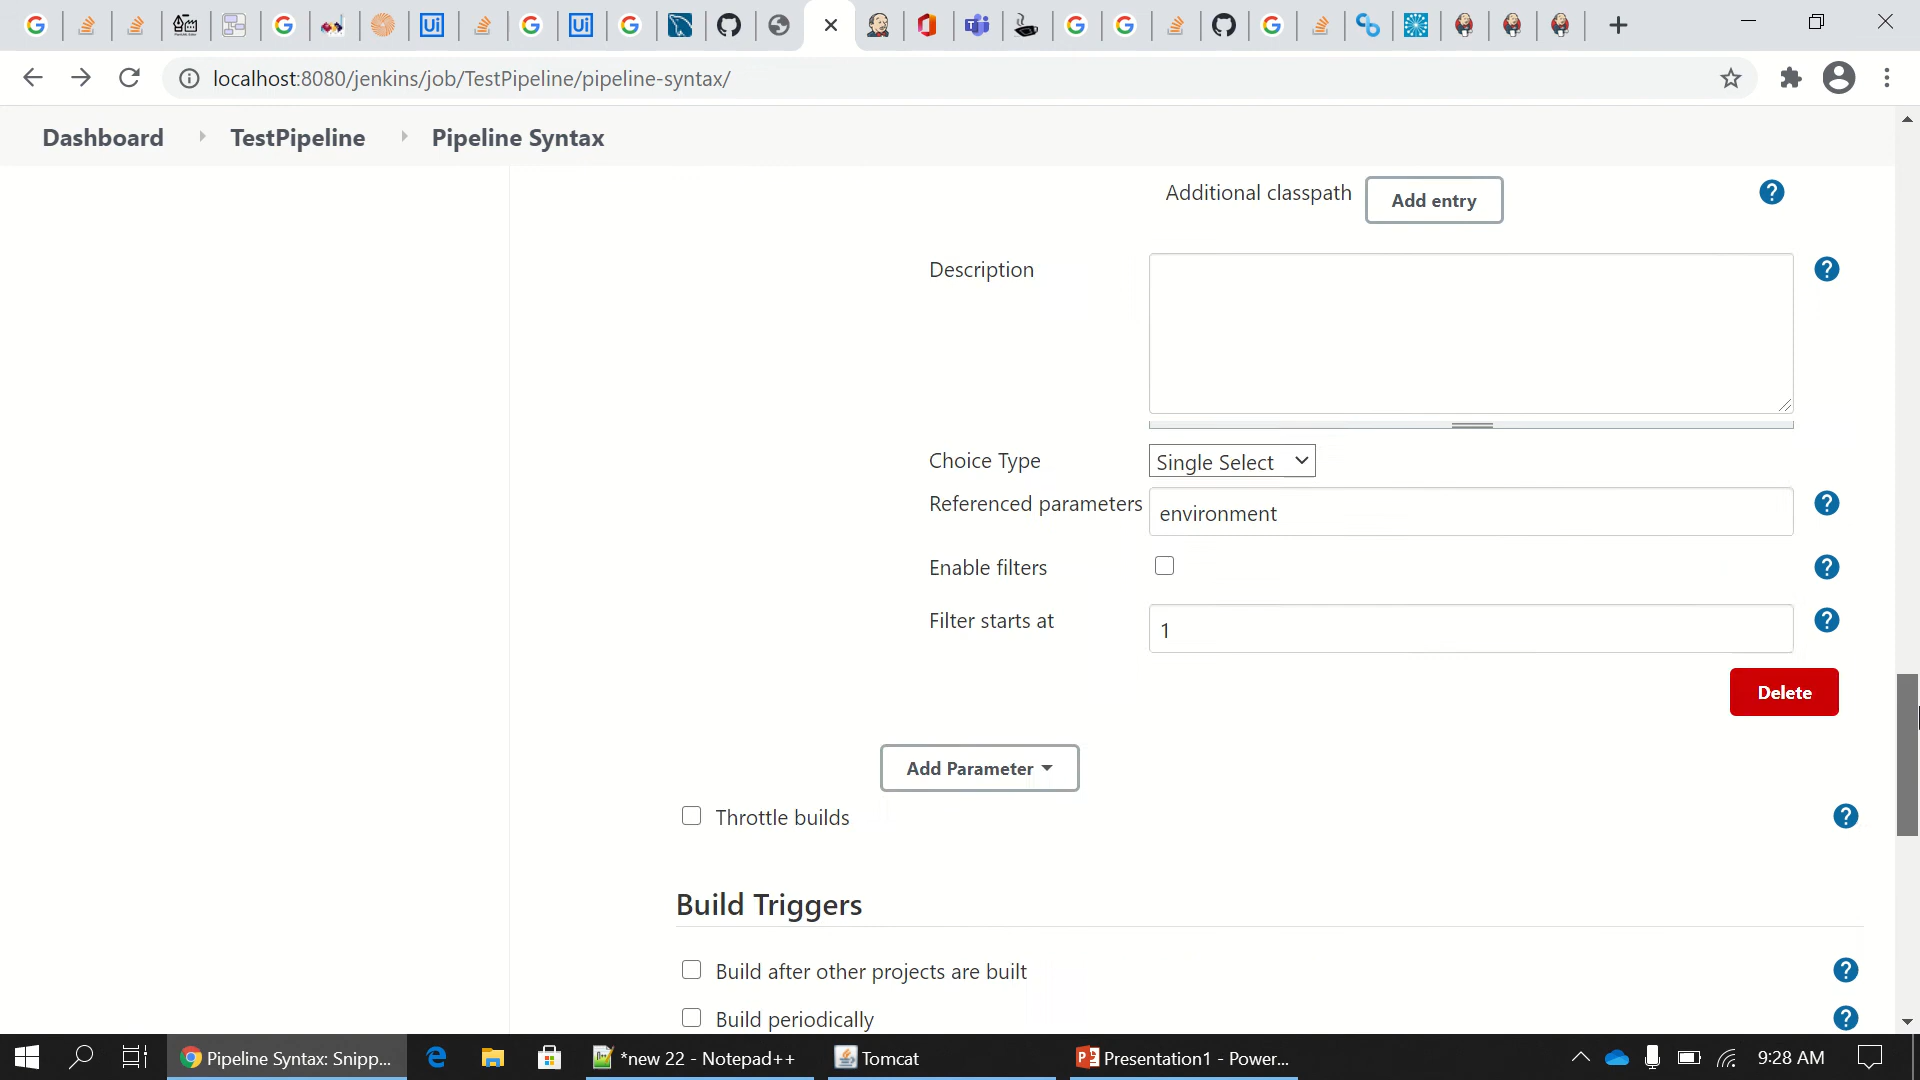 localhost:8080/jenkins/job/TestPipeline/pipeline-syntax/
Dashboard TestPipeline Pipeline Syntax
Additional classpath Add entry ?
Description ?
Choice Type Single Select
Referenced parameters environment ?
Enable filters ?
Filter starts at 1 ?
Delete
Add Parameter
Throttle builds ?
Build Triggers
Build after other projects are built ?
Build periodically ?
Pipeline Syntax: Snipp... *new 22 - Notepad++ Tomcat Presentation1 - Power... 9:28 AM